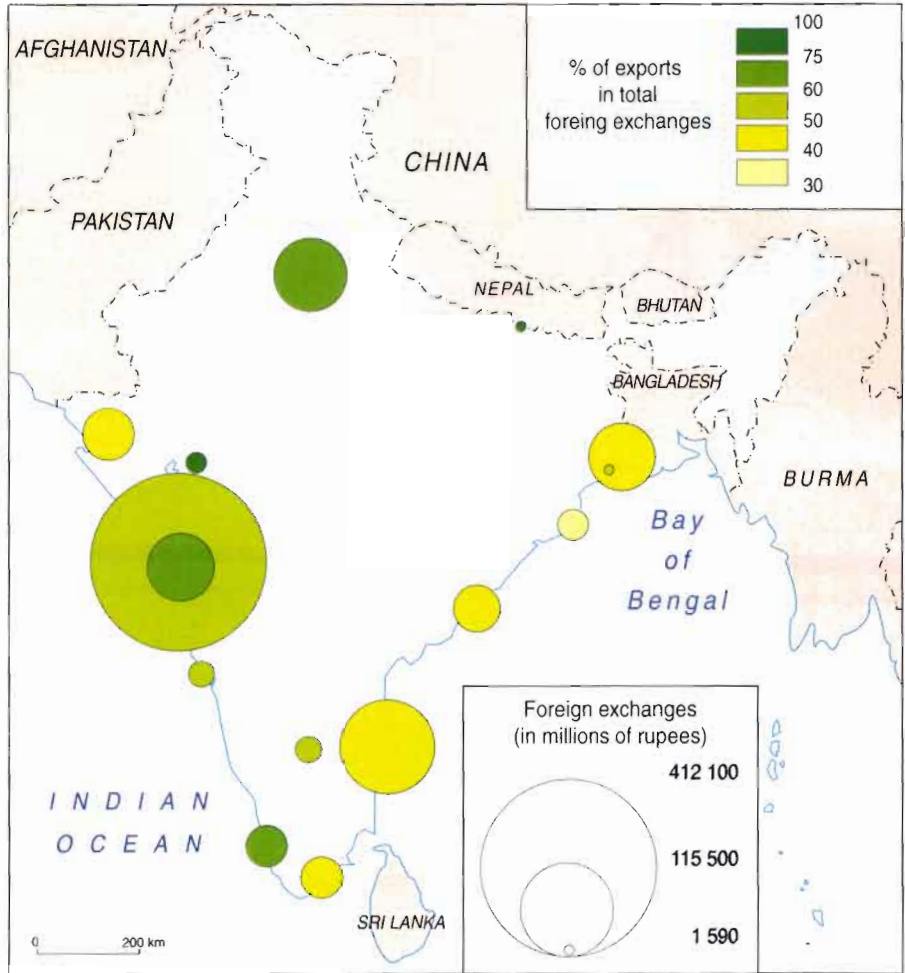 AFGHANISTAN
CHINA
PAKISTAN
NEPAL
BHUTAN
BANGLADESH
BURMA
Bay
of
Bengal
INDIAN
OCEAN
SRI LANKA
0 200 km
% of exports
in total
foreing exchanges
100
75
60
50
40
30
Foreign exchanges
(in millions of rupees)
412 100
115 500
1 590